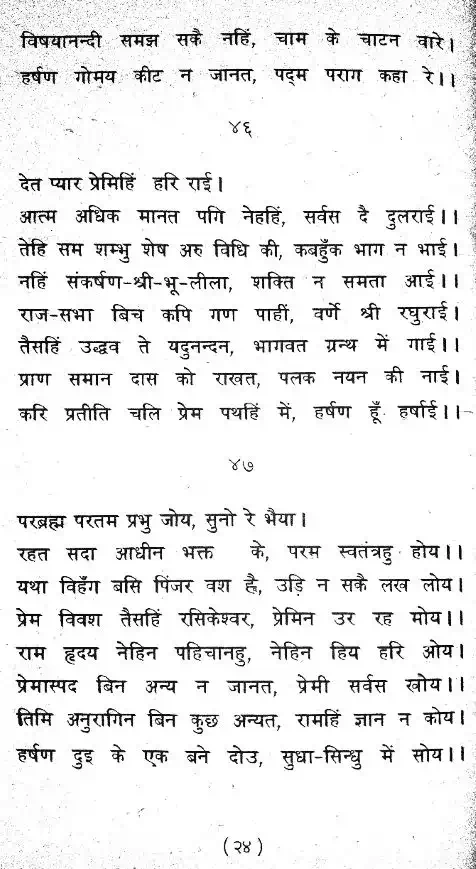 विषयानन्दी समझ सकै नहिं, चाम के चाटन वारे।
हर्षण गोमय कीट न जानत, पद्म पराग कहा रे।।
४६
देत प्यार प्रेमिहिं हरि राई।
आत्म अधिक मानत पगि नेहहिं, सर्वस दै दुलराई।।
तेहि सम शम्भु शेष अरु विधि की, कबहुँक भाग न भाई।
नहिं संकर्षण-श्री-भू-लीला, शक्ति न समता आई।।
राज-सभा बिच कपि गण पाहीं, वर्णे श्री रघुराई।
तैसहिं उद्धव ते यदुनन्दन, भागवत ग्रन्थ में गाई।।
प्राण समान दास को राखत, पलक नयन की नाई।
करि प्रतीति चलि प्रेम पथहिं में, हर्षण हूँ हर्षाई।।
४७
परब्रह्म परतम प्रभु जोय, सुनो रे भैया।
रहत सदा आधीन भक्त के, परम स्वतंत्रहु होय।।
यथा विहँग बसि पिंजर वश है, उड़ि न सकै लख लोय।
प्रेम विवश तैसहिं रसिकेश्वर, प्रेमिन उर रह मोय।।
राम हृदय नेहिन पहिचानहु, नेहिन हिय हरि ओय।
प्रेमास्पद बिन अन्य न जानत, प्रेमी सर्वस खोय।।
तिमि अनुरागिन बिन कुछ अन्यत, रामहिं ज्ञान न कोय।
हर्षण दुइ के एक बने दोउ, सुधा-सिन्धु में सोय।।
(२४)